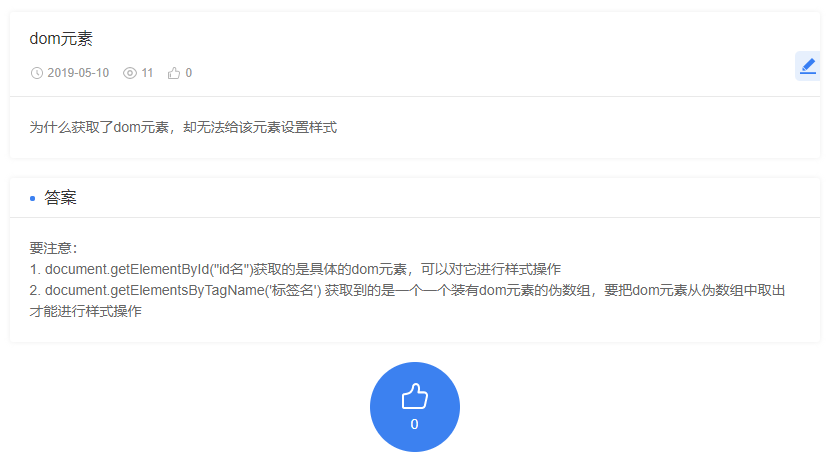 dom元素
2019-05-10 11 0
为什么获取了dom元素，却无法给该元素设置样式
答案
要注意：
1. document.getElementById("id名")获取的是具体的dom元素，可以对它进行样式操作
2. document.getElementsByTagName('标签名') 获取到的是一个一个装有dom元素的伪数组，要把dom元素从伪数组中取出
才能进行样式操作
0